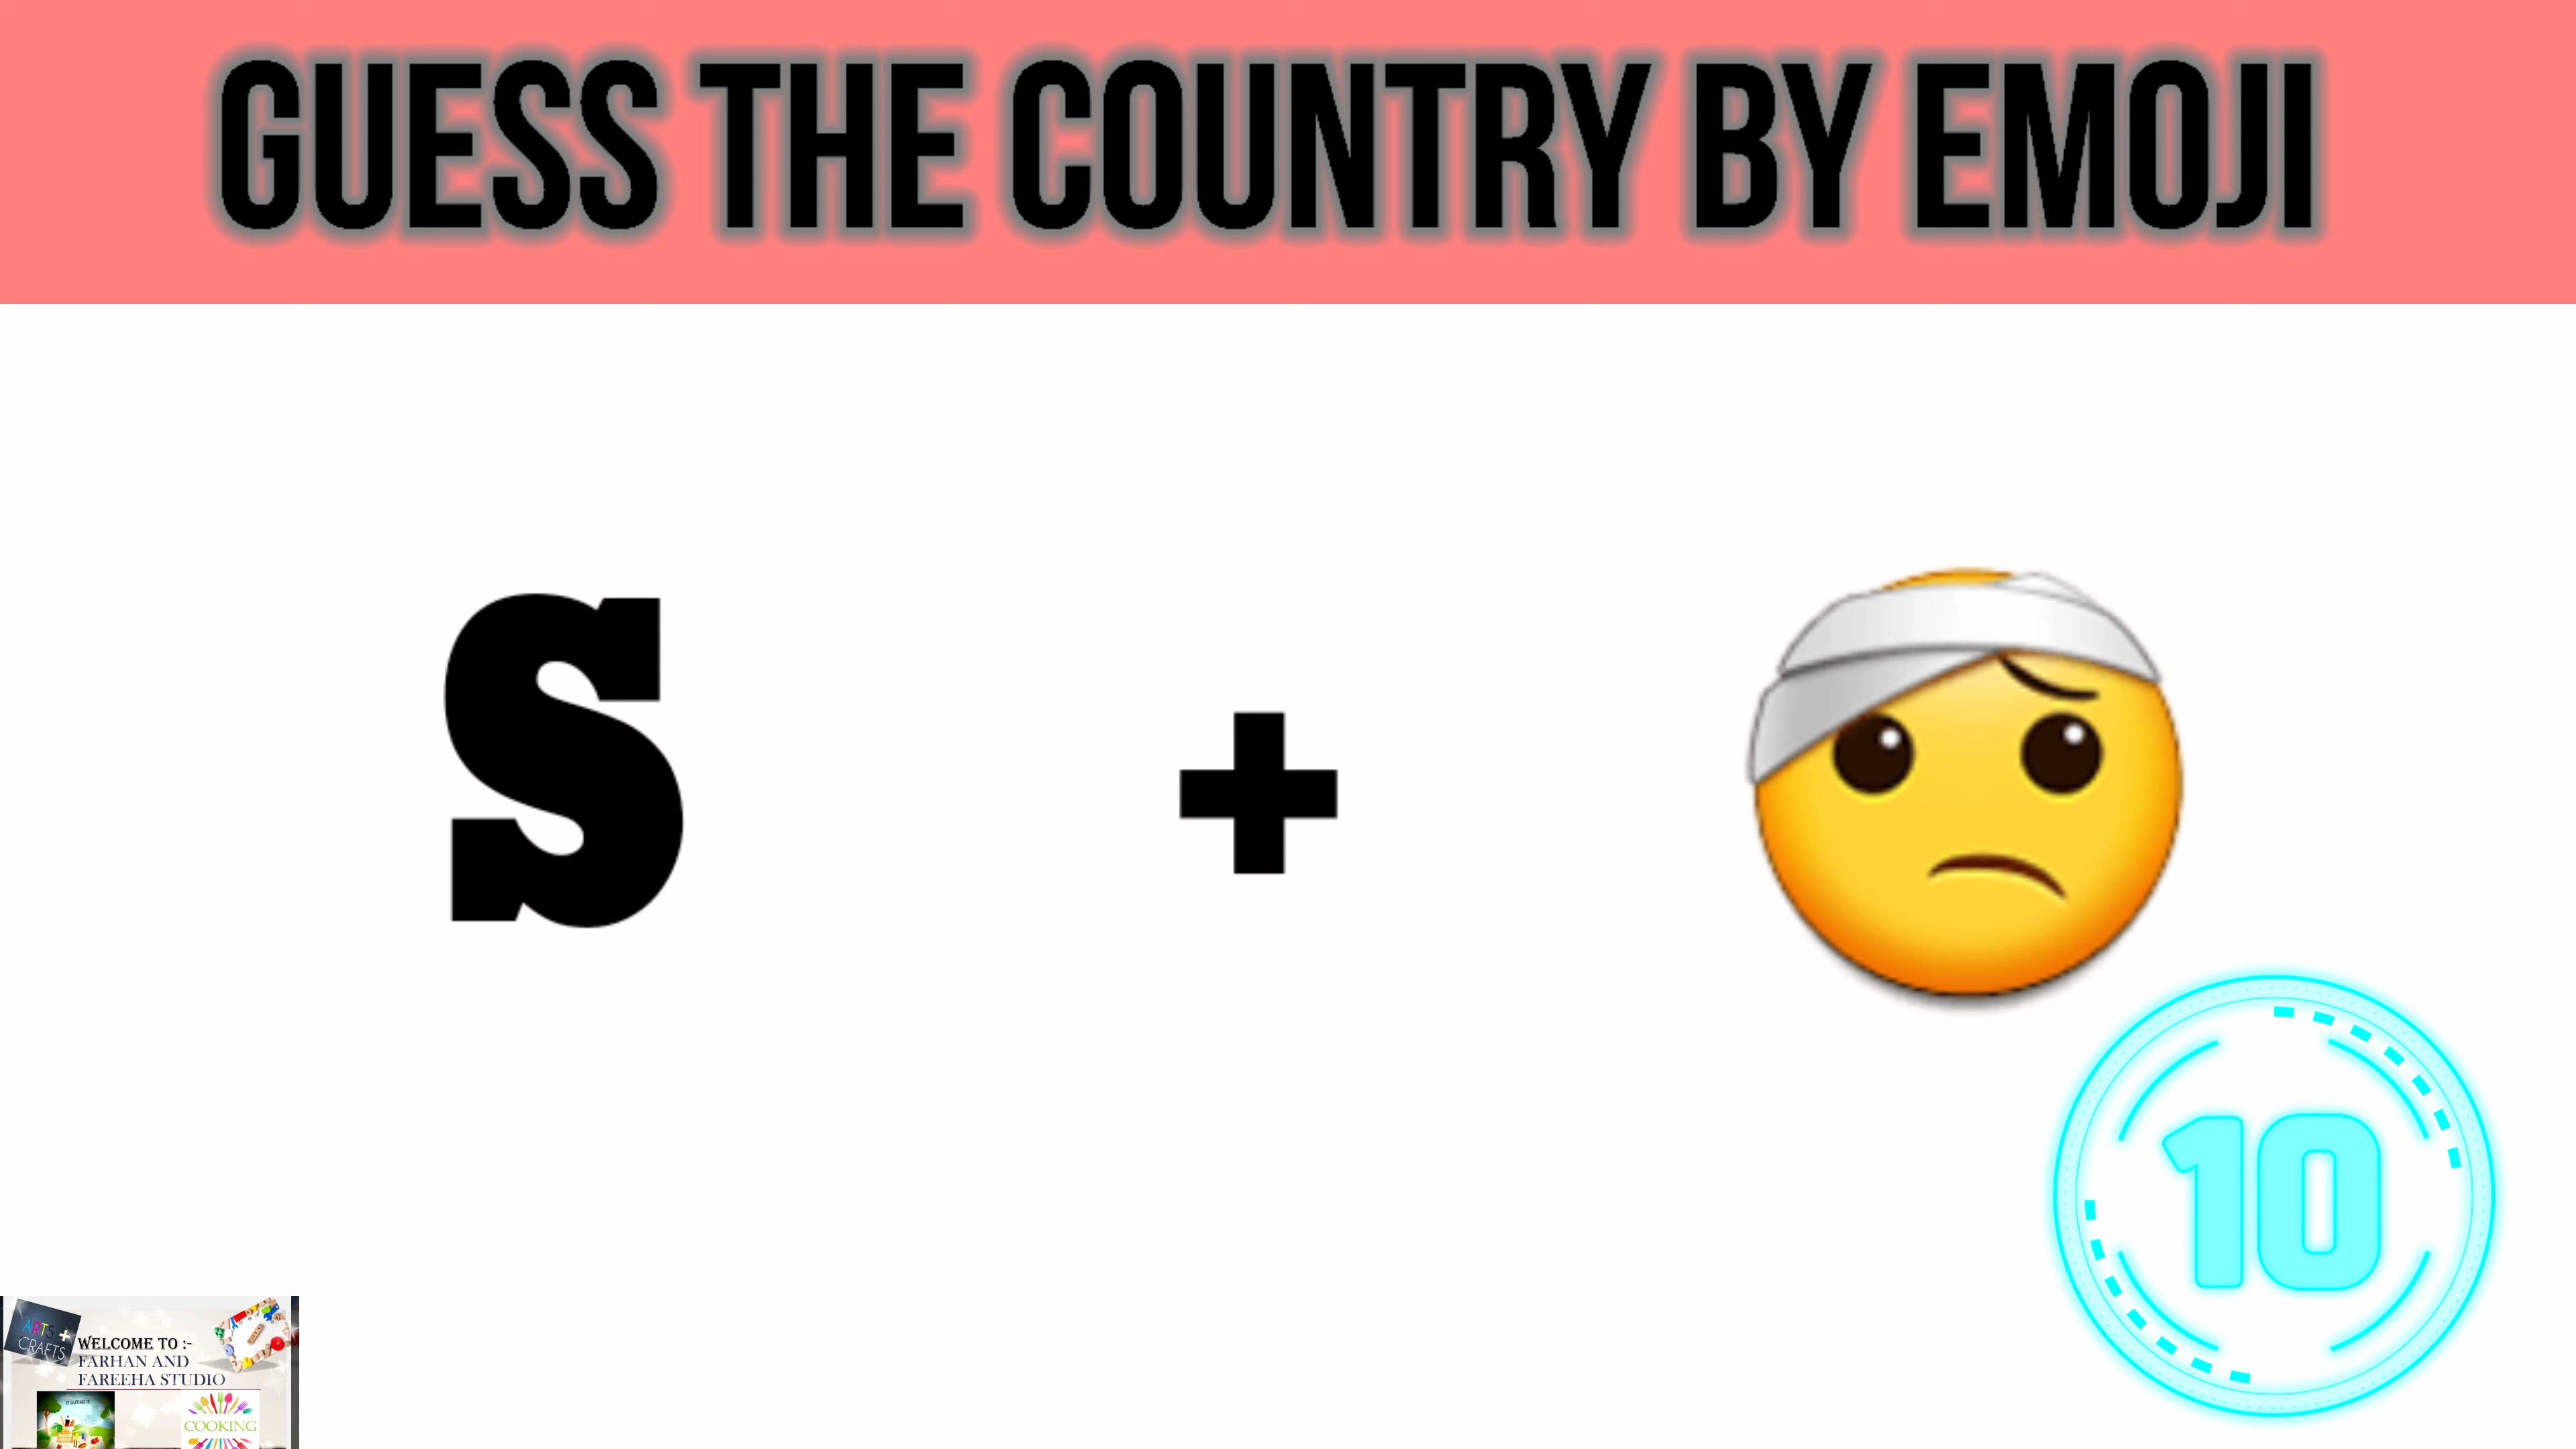 GUESS THE COUNTRY BY EMOJI
S +
10
ARTS +
CRAFTS
WELCOME TO :-
FARHAN AND
FAREEHA STUDIO
COOKING